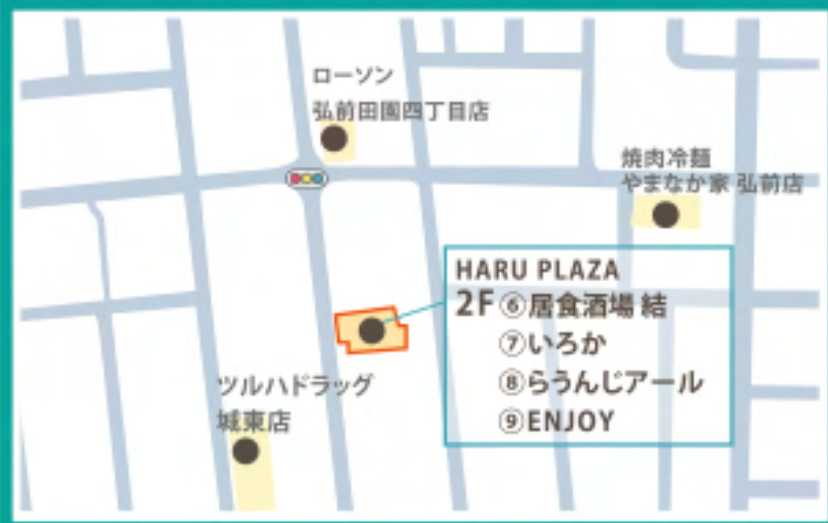 ローソン
弘前田園四丁目店
焼肉冷麺
やまなか家 弘前店
HARU PLAZA
2F ⑥居食酒場 結
⑦いろか
⑧らうんじアール
⑨ENJOY
ツルハドラッグ
城東店